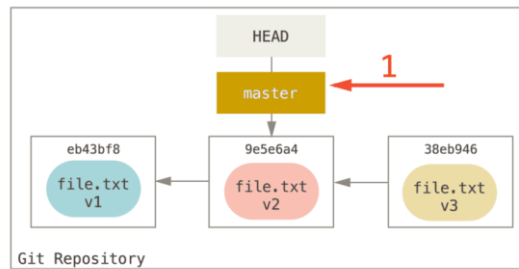 HEAD
1
master
eb43bf8
9e5e6a4
38eb946
file.txt
v1
file.txt
v2
file.txt
v3
Git Repository